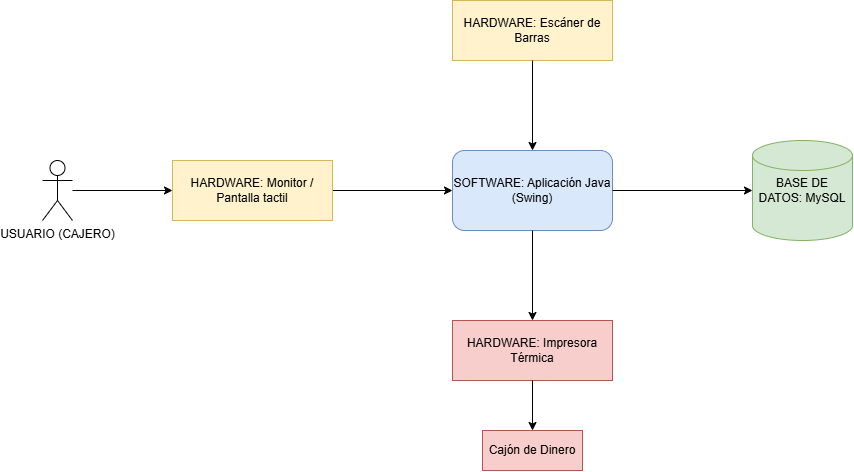 HARDWARE: Escáner de
Barras
HARDWARE: Monitor /
Pantalla tactil
SOFTWARE: Aplicación Java
(Swing)
BASE DE
DATOS: MySQL
USUARIO (CAJERO)
HARDWARE: Impresora
Térmica
Cajón de Dinero